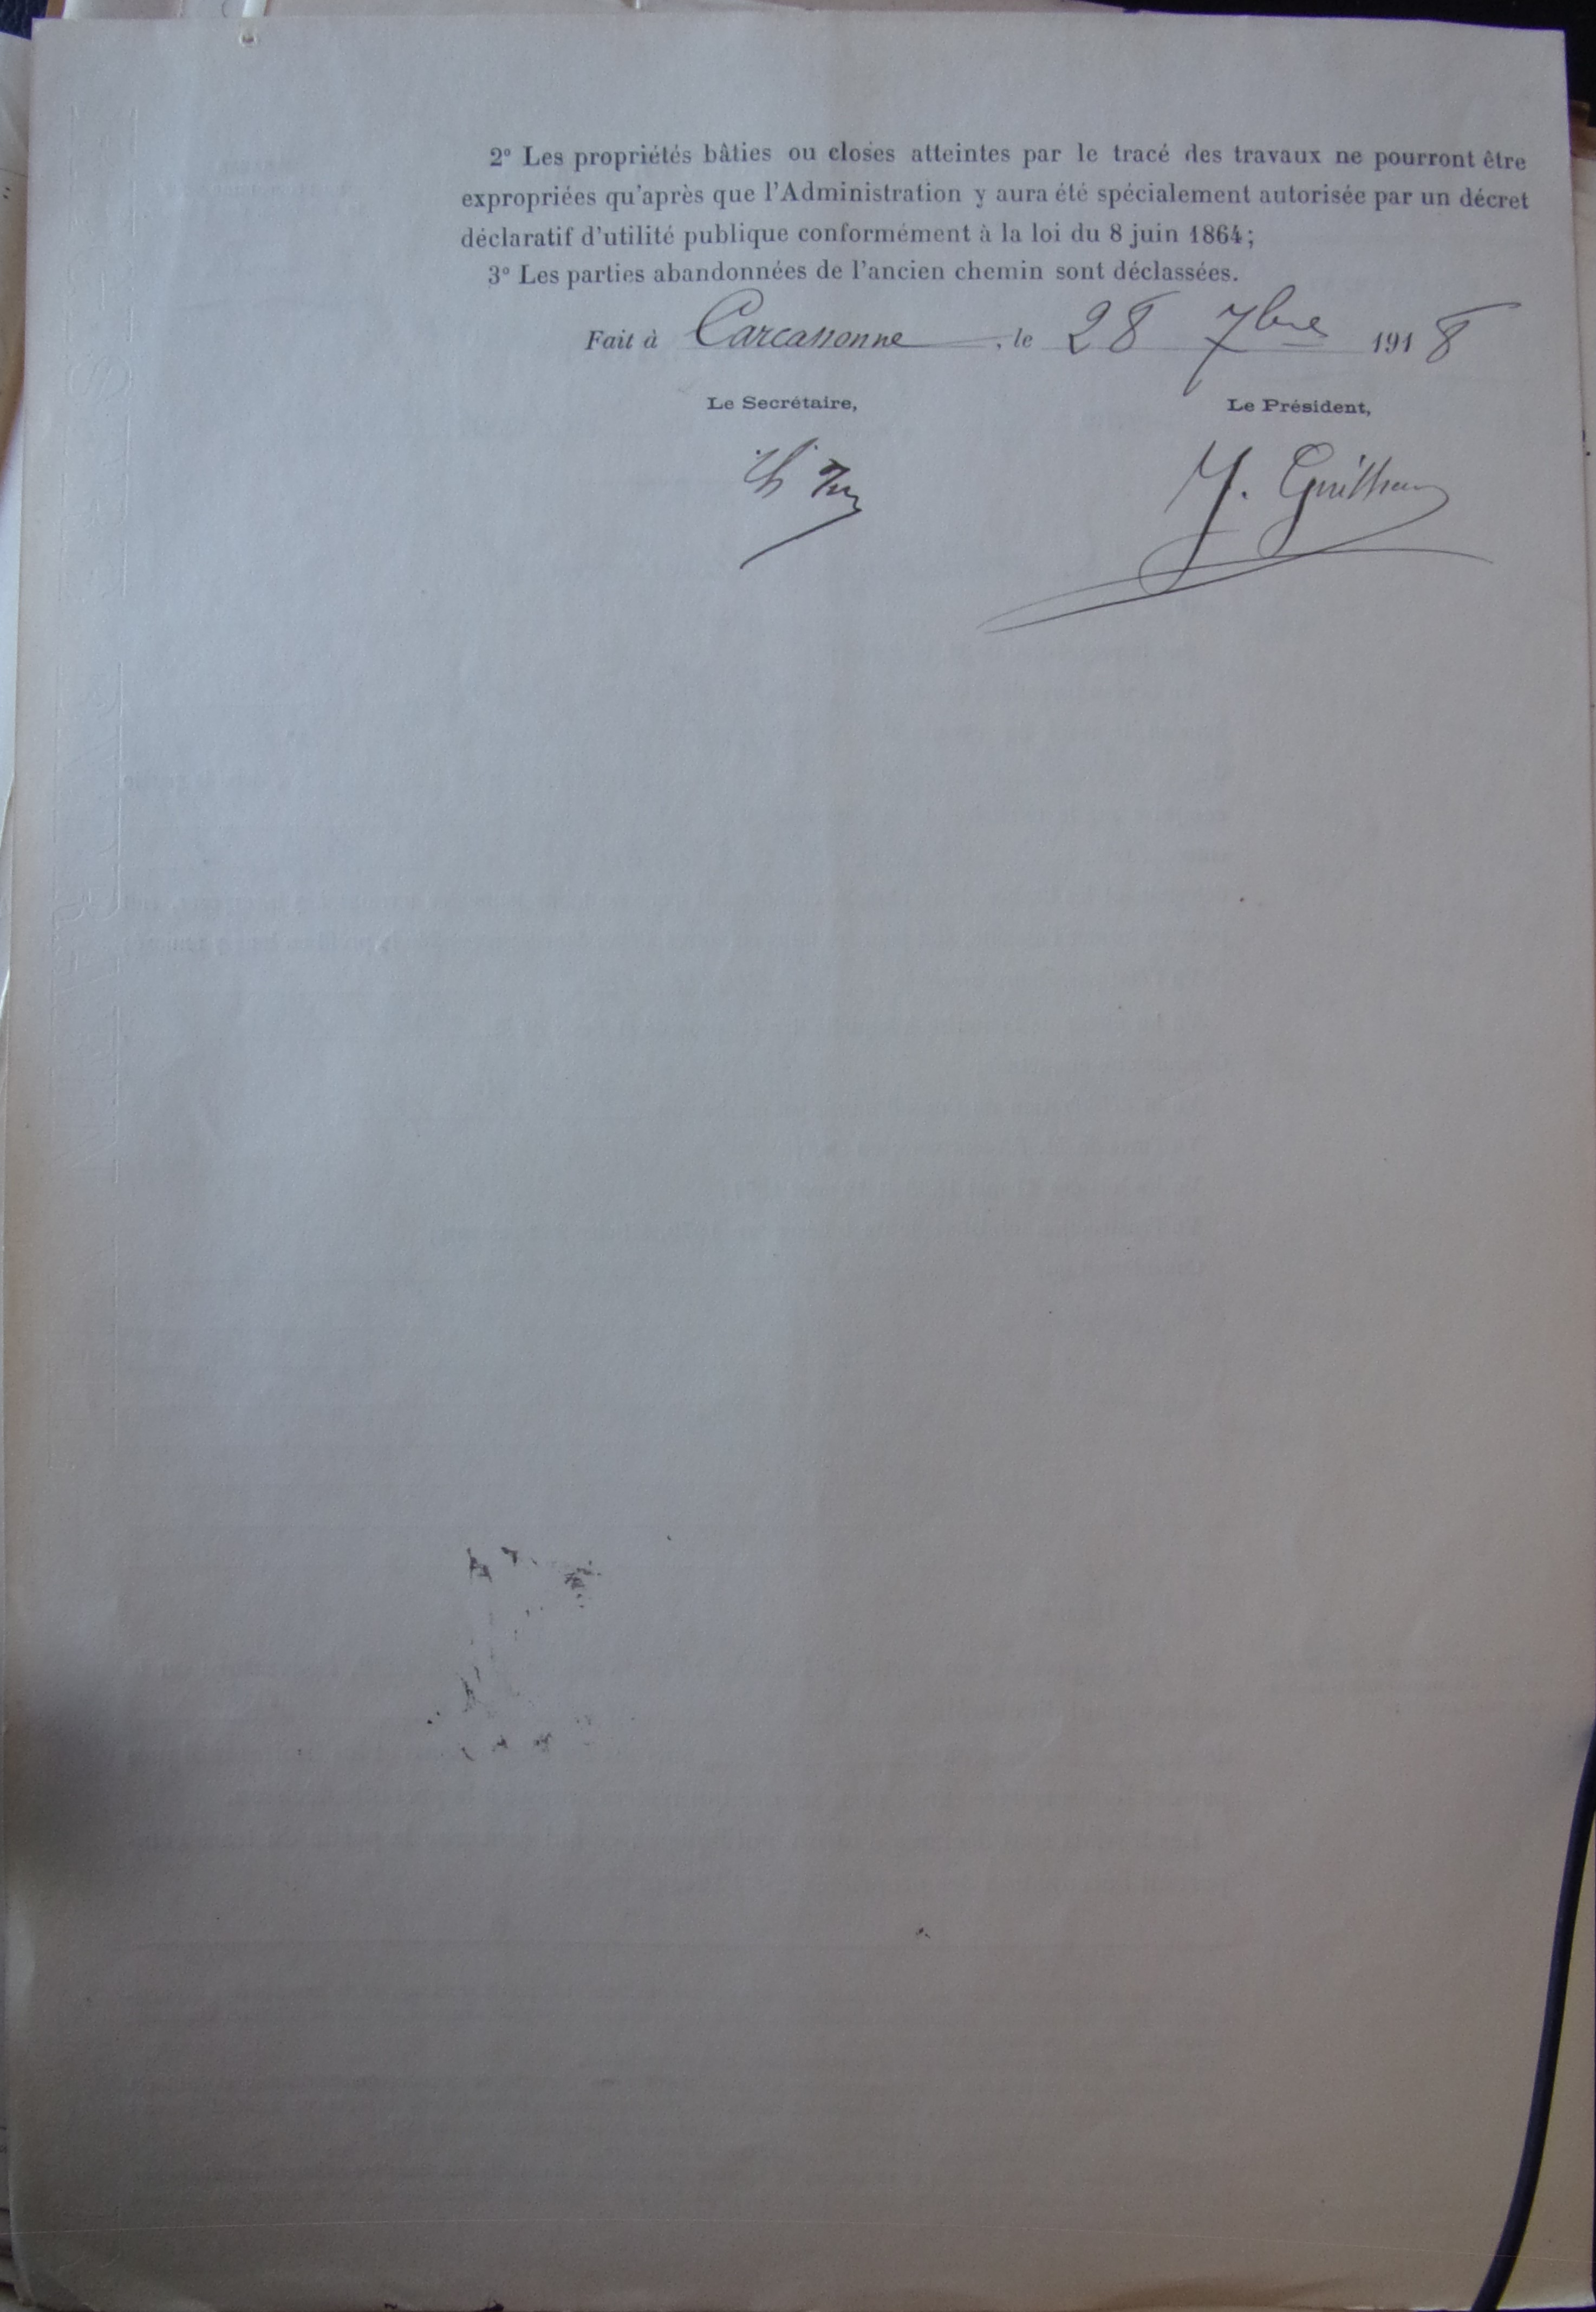 2° Les propriétés bâties ou closes atteintes par le tracé des travaux ne pourront être
expropriées qu'après que l'Administration y aura été spécialement autorisée par un décret
déclaratif d'utilité publique conformément à la loi du 8 juin 1864;
3° Les parties abandonnées de l'ancien chemin sont déclassées.
Fait à Carcassonne, le 28 7bre 1918
Le Secrétaire, Le Président,